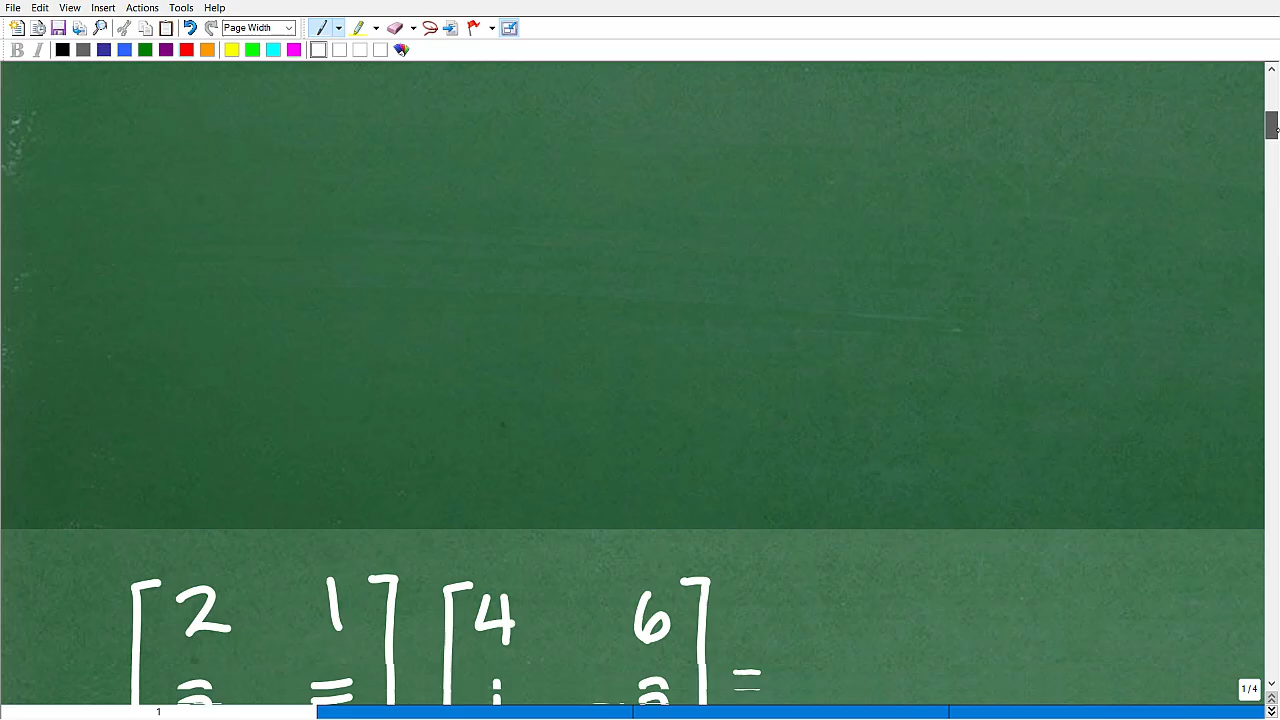 File Edit View Insert Actions Tools Help
Page Width
B I
[2 1] [4 6]
=
1/4
1